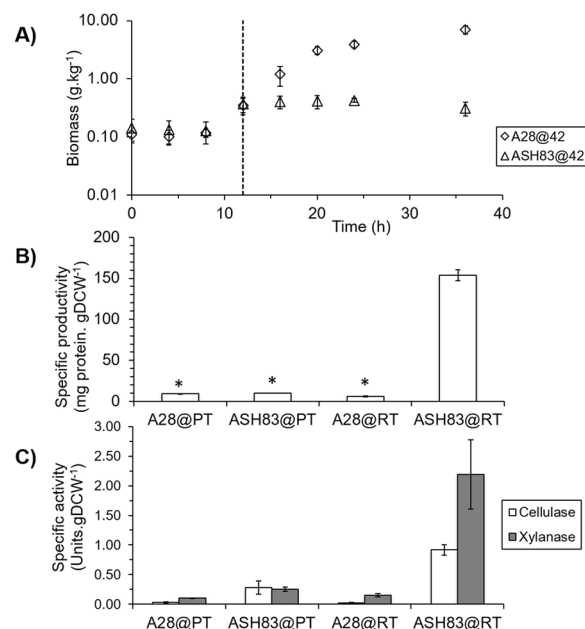 A)
10.00
1.00
0.10
0.01
Biomass (g.kg⁻¹)
0 10 20 30 40
Time (h)
A28@42
ASH83@42
B)
200
150
100
50
0
Specific productivity
(mg protein. gDCW⁻¹)
* * *
A28@PT ASH83@PT A28@RT ASH83@RT
C)
3.00
2.50
2.00
1.50
1.00
0.50
0.00
Specific activity
(Units.gDCW⁻¹)
Cellulase
Xylanase
A28@PT ASH83@PT A28@RT ASH83@RT